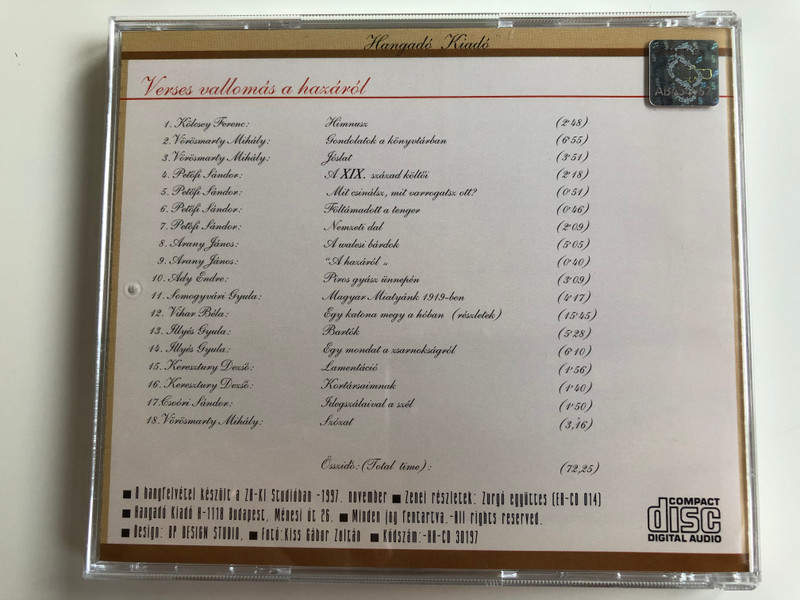 Hangadó Kiadó
Verses vallomás a hazáról
1. Kölcsey Ferenc: Himnusz (2'48)
2. Vörösmarty Mihály: Gondolatok a könyvtárban (6'55)
3. Vörösmarty Mihály: Jóslat (3'51)
4. Petőfi Sándor: A XIX. század költői (2'18)
5. Petőfi Sándor: Mit csinálsz, mit varrogatsz ott? (0'51)
6. Petőfi Sándor: Föltámadott a tenger (0'46)
7. Petőfi Sándor: Nemzeti dal (2'09)
8. Arany János: A walesi bárdok (5'05)
9. Arany János: "A hazáról „ (0'40)
10. Ady Endre: Piros gyász ünnepén (3'09)
11. Somogyvári Gyula: Magyar Miatyánk 1919-ben (4'17)
12. Vihar Béla: Egy katona megy a hóban (részletek) (15'45)
13. Illyés Gyula: Bartók (5'28)
14. Illyés Gyula: Egy mondat a zsarnokságról (6'10)
15. Keresztury Dezső: Lamentáció (1'56)
16. Keresztury Dezső: Kortársaimnak (1'40)
17. Csoóri Sándor: Idegszálaival a szél (1'50)
18. Vörösmarty Mihály: Szózat (3,16)
Összidő: (Total time): (72,25)
■ A hangfelvétel készült a ZA-KI Studióban -1997. november ■ Zenei részletek: Zurgó együttes (EH-CD 014)
■ Hangadó Kiadó H-1118 Budapest, Ménesi út 26. ■ Minden jog fentartva.-All rights reserved.
■ Design: DP DESIGN STUDIO, ■ Fotó:Kiss Gábor Zoltán ■ Kódszám:-HA-CD 30197
COMPACT
disc
DIGITAL AUDIO